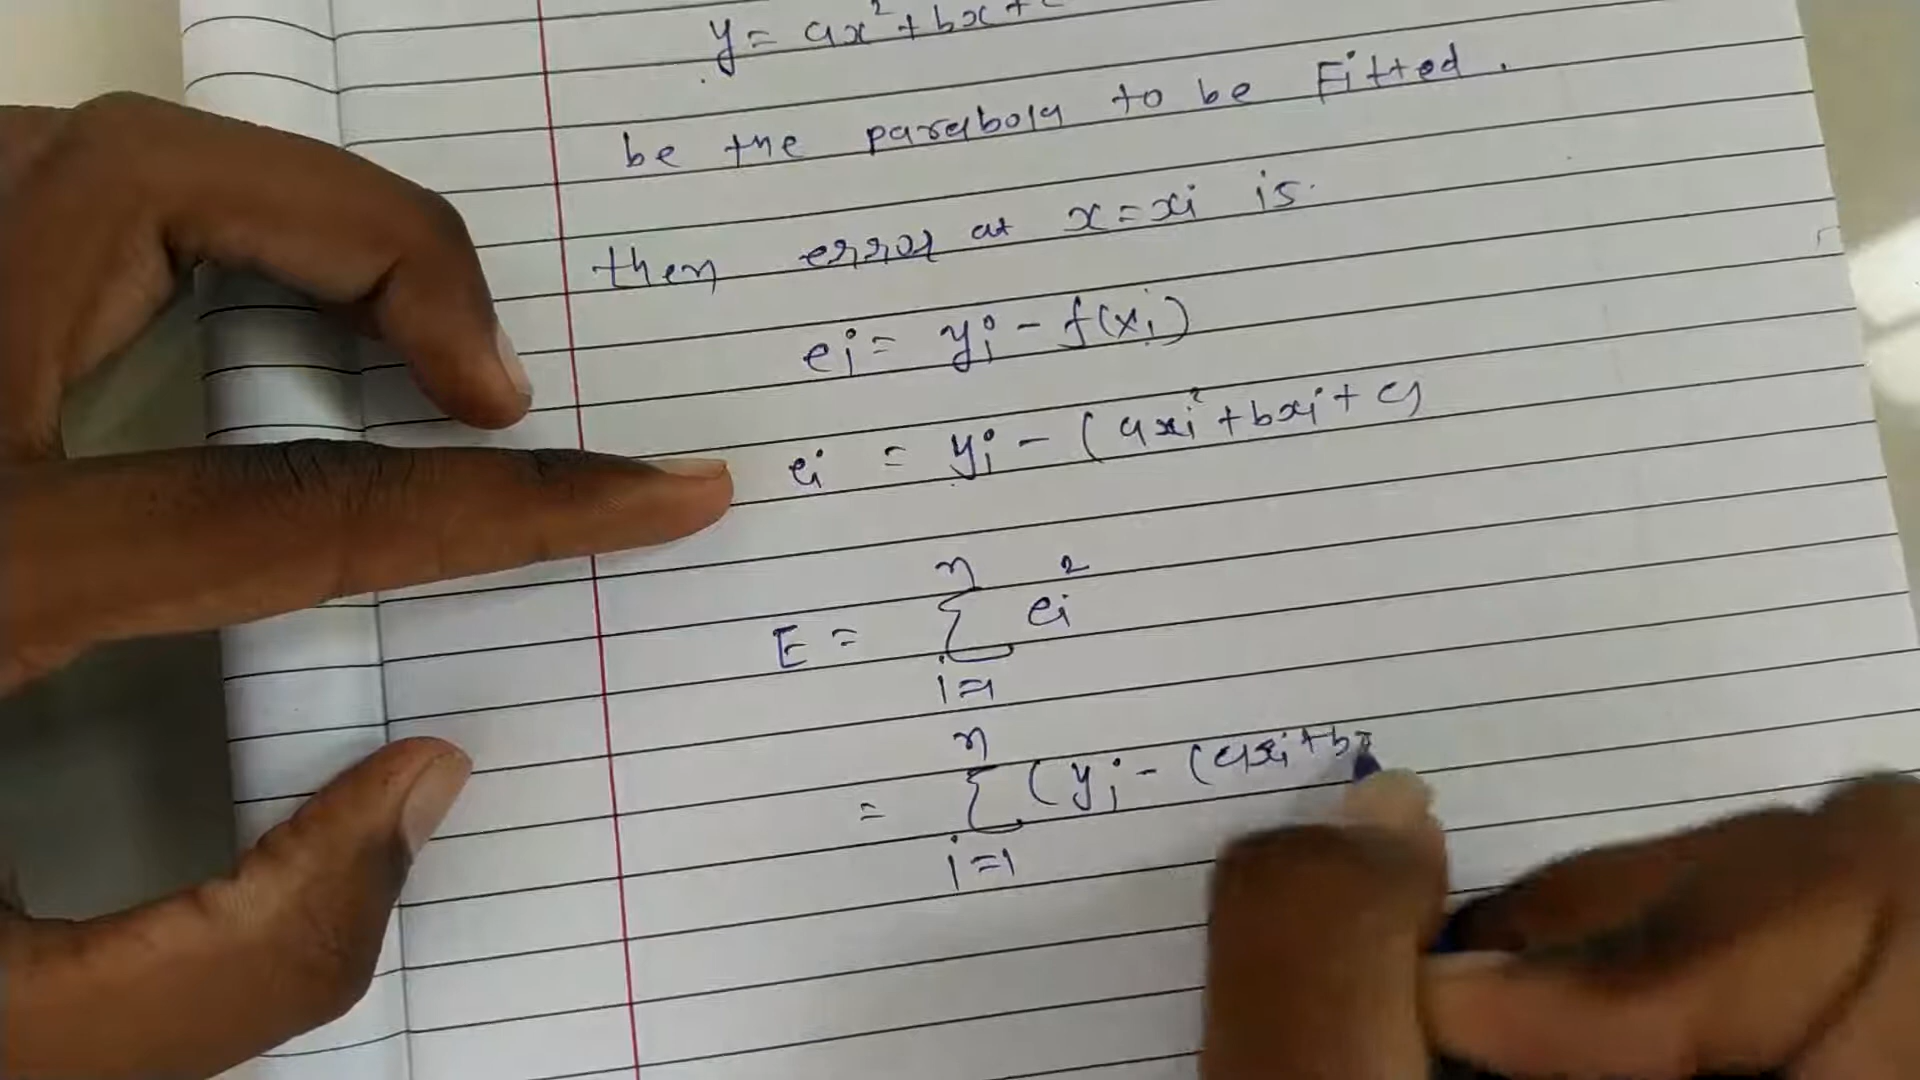 y = ax² + bx +
be the parabola to be Fitted.
then error at x = xi is.
ei = yi - f(xi)
ei = yi - (axi² + bxi + c)
n
E = Σ ei²
i=1
n
= Σ (yi - (axi + bx
i=1